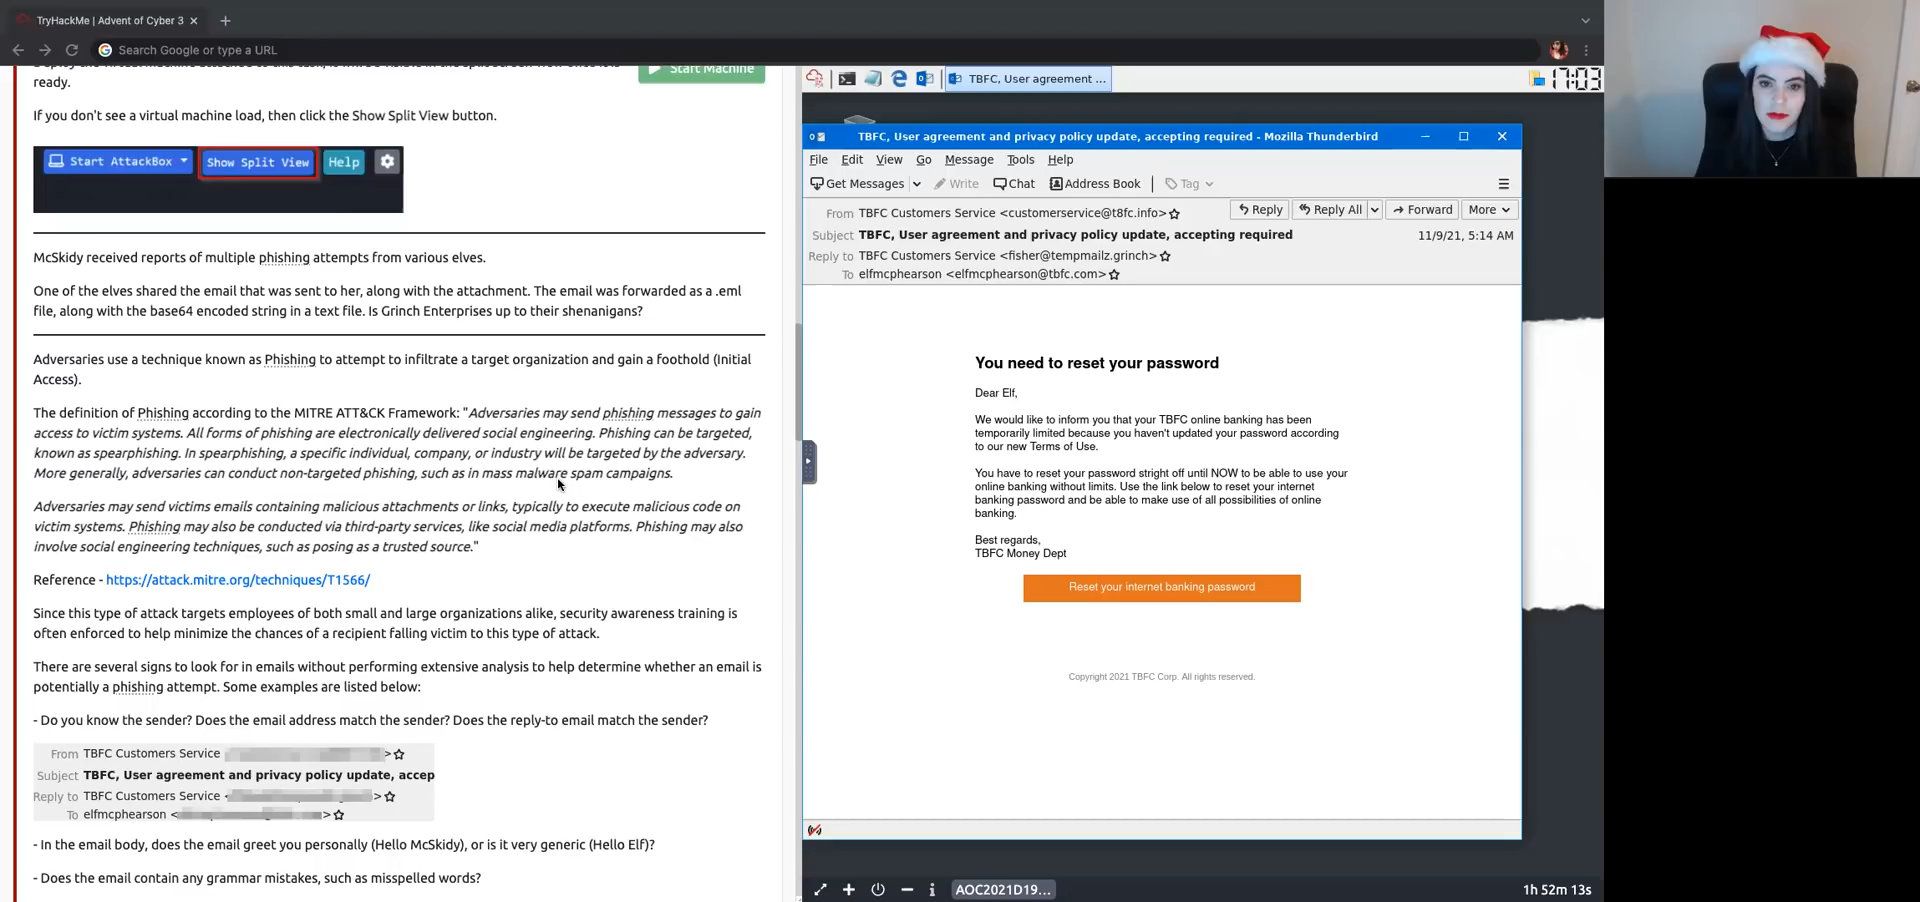 TryHackMe | Advent of Cyber 3
Search Google or type a URL
ready.
Start Machine
If you don't see a virtual machine load, then click the Show Split View button.
Start AttackBox
Show Split View
Help
McSkidy received reports of multiple phishing attempts from various elves.
One of the elves shared the email that was sent to her, along with the attachment. The email was forwarded as a .eml
file, along with the base64 encoded string in a text file. Is Grinch Enterprises up to their shenanigans?
Adversaries use a technique known as Phishing to attempt to infiltrate a target organization and gain a foothold (Initial
Access).
The definition of Phishing according to the MITRE ATT&CK Framework: "Adversaries may send phishing messages to gain
access to victim systems. All forms of phishing are electronically delivered social engineering. Phishing can be targeted,
known as spearphishing. In spearphishing, a specific individual, company, or industry will be targeted by the adversary.
More generally, adversaries can conduct non-targeted phishing, such as in mass malware spam campaigns.
Adversaries may send victims emails containing malicious attachments or links, typically to execute malicious code on
victim systems. Phishing may also be conducted via third-party services, like social media platforms. Phishing may also
involve social engineering techniques, such as posing as a trusted source."
Reference - https://attack.mitre.org/techniques/T1566/
Since this type of attack targets employees of both small and large organizations alike, security awareness training is
often enforced to help minimize the chances of a recipient falling victim to this type of attack.
There are several signs to look for in emails without performing extensive analysis to help determine whether an email is
potentially a phishing attempt. Some examples are listed below:
- Do you know the sender? Does the email address match the sender? Does the reply-to email match the sender?
From TBFC Customers Service >
Subject TBFC, User agreement and privacy policy update, accep
Reply to TBFC Customers Service < >
To elfmcphearson < >
- In the email body, does the email greet you personally (Hello McSkidy), or is it very generic (Hello Elf)?
- Does the email contain any grammar mistakes, such as misspelled words?
TBFC, User agreement ...
17:03
TBFC, User agreement and privacy policy update, accepting required - Mozilla Thunderbird
File Edit View Go Message Tools Help
Get Messages Write Chat Address Book Tag
From TBFC Customers Service <customerservice@t8fc.info>
Reply Reply All Forward More
Subject TBFC, User agreement and privacy policy update, accepting required
11/9/21, 5:14 AM
Reply to TBFC Customers Service <fisher@tempmailz.grinch>
To elfmcphearson <elfmcphearson@tbfc.com>
You need to reset your password
Dear Elf,
We would like to inform you that your TBFC online banking has been
temporarily limited because you haven't updated your password according
to our new Terms of Use.
You have to reset your password stright off until NOW to be able to use your
online banking without limits. Use the link below to reset your internet
banking password and be able to make use of all possibilities of online
banking.
Best regards,
TBFC Money Dept
Reset your internet banking password
Copyright 2021 TBFC Corp. All rights reserved.
AOC2021D19...
1h 52m 13s